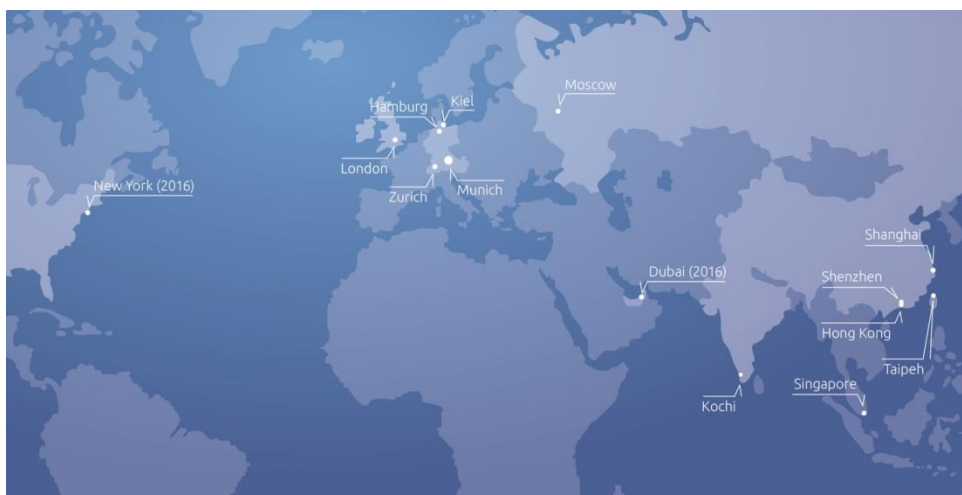 Moscow
Kiel
Hamburg
London
New York (2016)
Zurich
Munich
Shanghai
Dubai (2016)
Shenzhen
Hong Kong
Taipeh
Singapore
Kochi